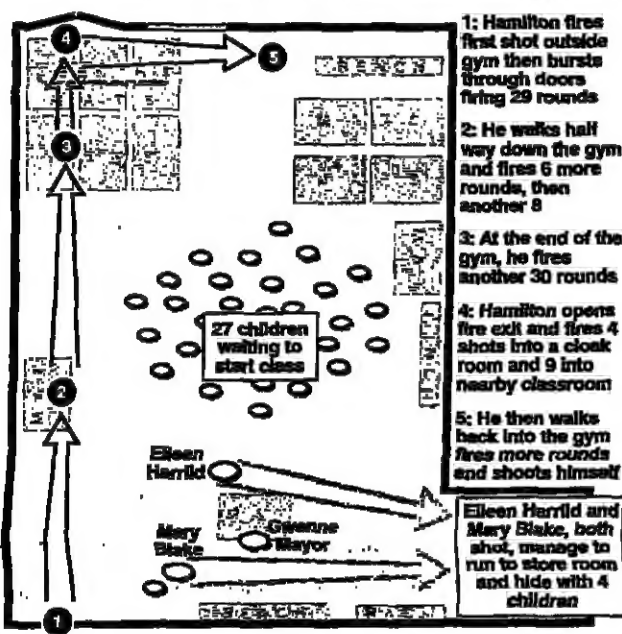 4
5
3
2
1
27 children
waiting to
start class
Eileen
Harrild
Gwenne
Mayor
Mary
Blake
1: Hamilton fires
first shot outside
gym then bursts
through doors
firing 29 rounds
2: He walks half
way down the gym
and fires 6 more
rounds, then
another 8
3: At the end of the
gym, he fires
another 30 rounds
4: Hamilton opens
fire exit and fires 4
shots into a cloak
room and 9 into
nearby classroom
5: He then walks
back into the gym
fires more rounds
and shoots himself
Eileen Harrild and
Mary Blake, both
shot, manage to
run to store room
and hide with 4
children